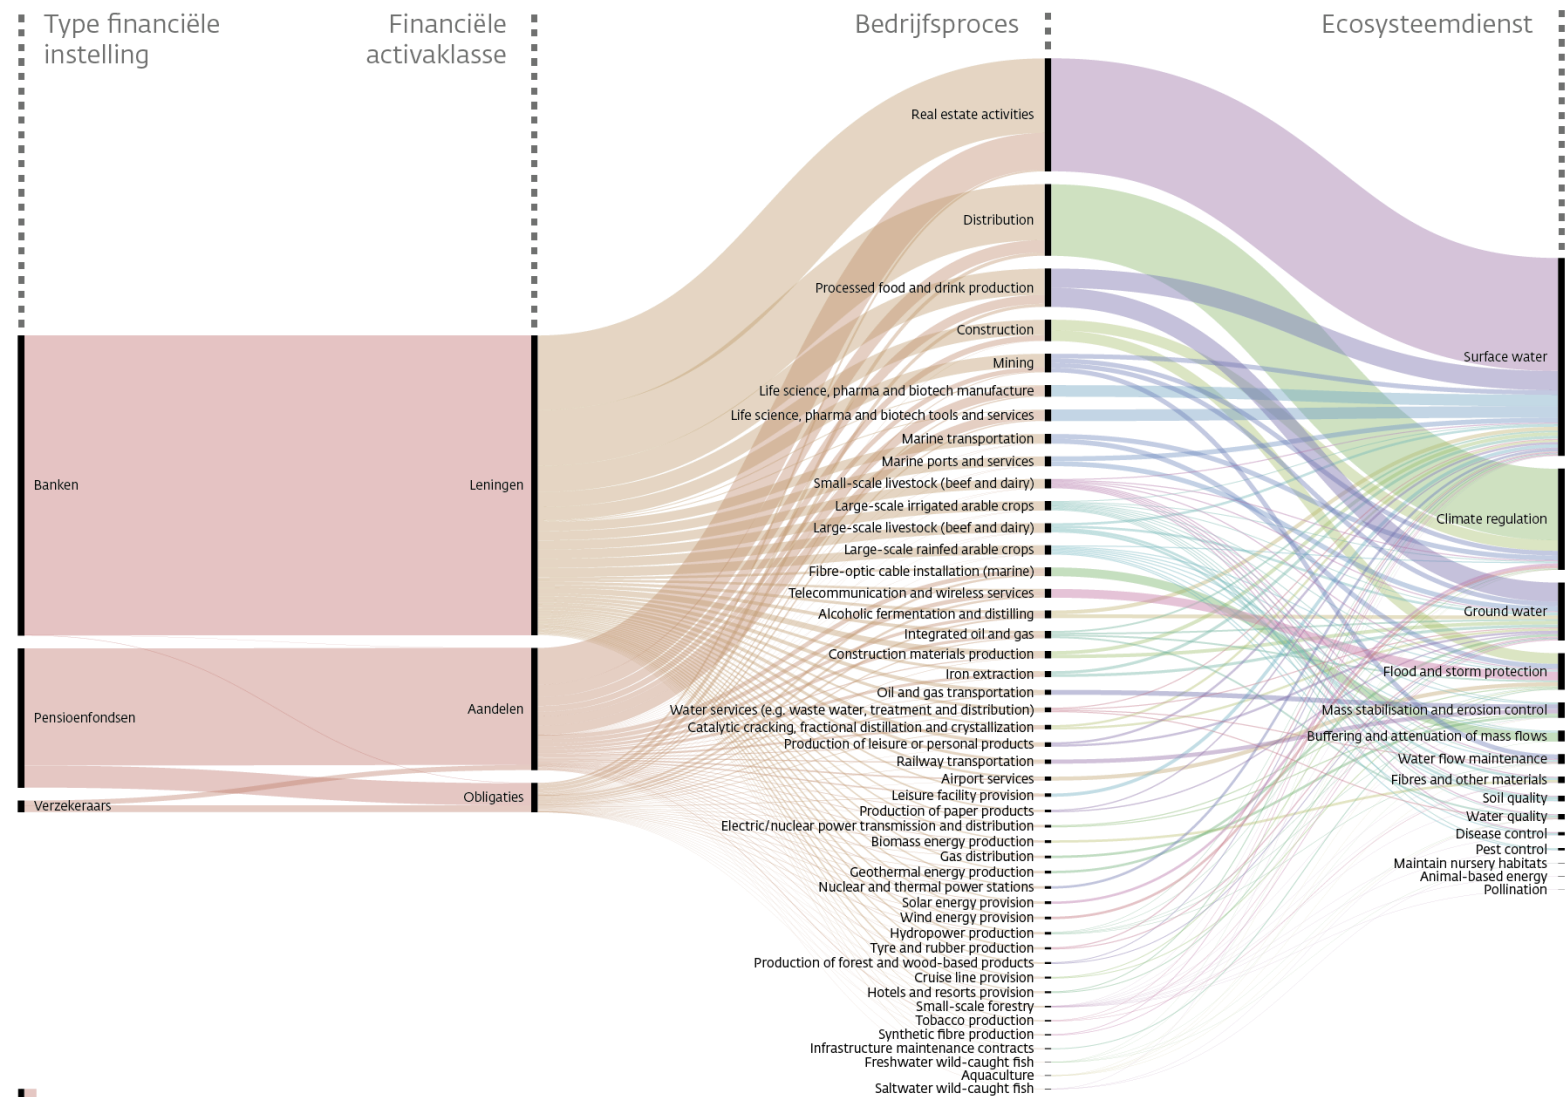 Type financiële
instelling
Financiële
activaklasse
Bedrijfsproces
Ecosysteemdienst
Banken
Pensioenfondsen
Verzekeraars
Leningen
Aandelen
Obligaties
Real estate activities
Distribution
Processed food and drink production
Construction
Mining
Life science, pharma and biotech manufacture
Life science, pharma and biotech tools and services
Marine transportation
Marine ports and services
Small-scale livestock (beef and dairy)
Large-scale irrigated arable crops
Large-scale livestock (beef and dairy)
Large-scale rainfed arable crops
Fibre-optic cable installation (marine)
Telecommunication and wireless services
Alcoholic fermentation and distilling
Integrated oil and gas
Construction materials production
Iron extraction
Oil and gas transportation
Water services (e.g. waste water, treatment and distribution)
Catalytic cracking, fractional distillation and crystallization
Production of leisure or personal products
Railway transportation
Airport services
Leisure facility provision
Production of paper products
Electric/nuclear power transmission and distribution
Biomass energy production
Gas distribution
Geothermal energy production
Nuclear and thermal power stations
Solar energy provision
Wind energy provision
Hydropower production
Tyre and rubber production
Production of forest and wood-based products
Cruise line provision
Hotels and resorts provision
Small-scale forestry
Tobacco production
Synthetic fibre production
Infrastructure maintenance contracts
Freshwater wild-caught fish
Aquaculture
Saltwater wild-caught fish
Surface water
Climate regulation
Ground water
Flood and storm protection
Mass stabilisation and erosion control
Buffering and attenuation of mass flows
Water flow maintenance
Fibres and other materials
Soil quality
Water quality
Disease control
Pest control
Maintain nursery habitats
Animal-based energy
Pollination